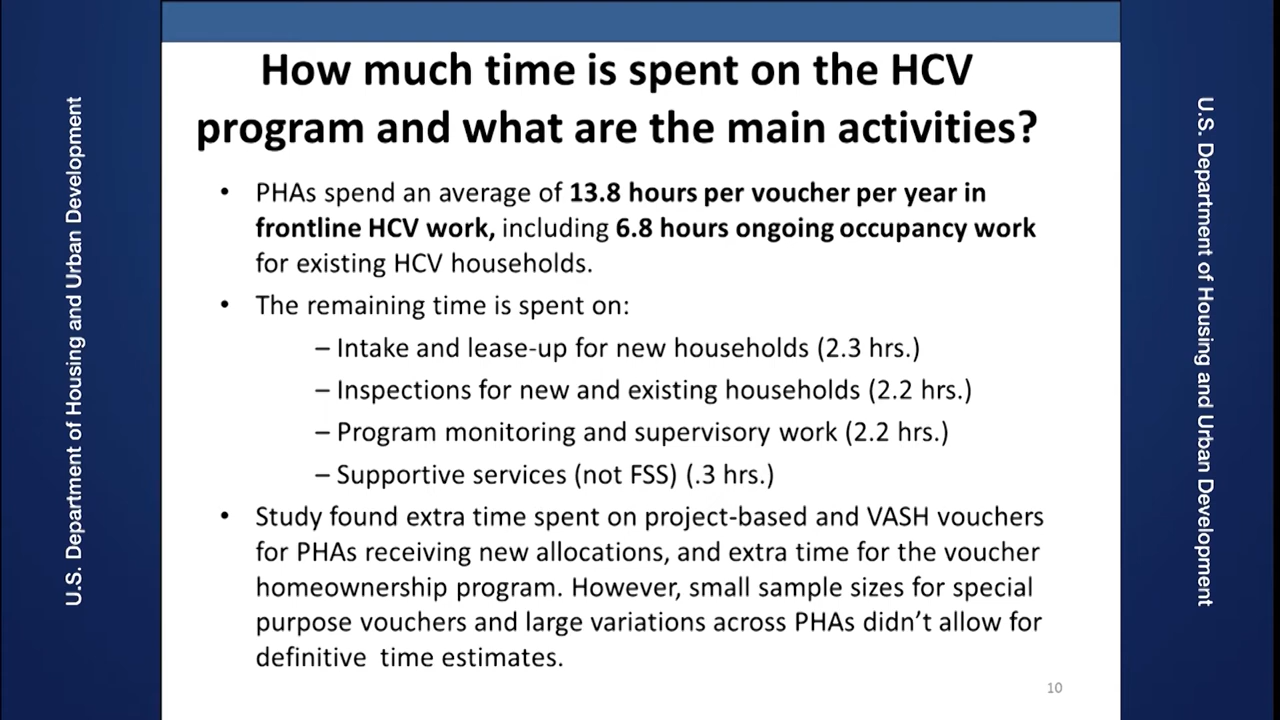 U.S. Department of Housing and Urban Development
How much time is spent on the HCV
program and what are the main activities?
• PHAs spend an average of 13.8 hours per voucher per year in
frontline HCV work, including 6.8 hours ongoing occupancy work
for existing HCV households.
• The remaining time is spent on:
– Intake and lease-up for new households (2.3 hrs.)
– Inspections for new and existing households (2.2 hrs.)
– Program monitoring and supervisory work (2.2 hrs.)
– Supportive services (not FSS) (.3 hrs.)
• Study found extra time spent on project-based and VASH vouchers
for PHAs receiving new allocations, and extra time for the voucher
homeownership program. However, small sample sizes for special
purpose vouchers and large variations across PHAs didn’t allow for
definitive  time estimates.
10
U.S. Department of Housing and Urban Development